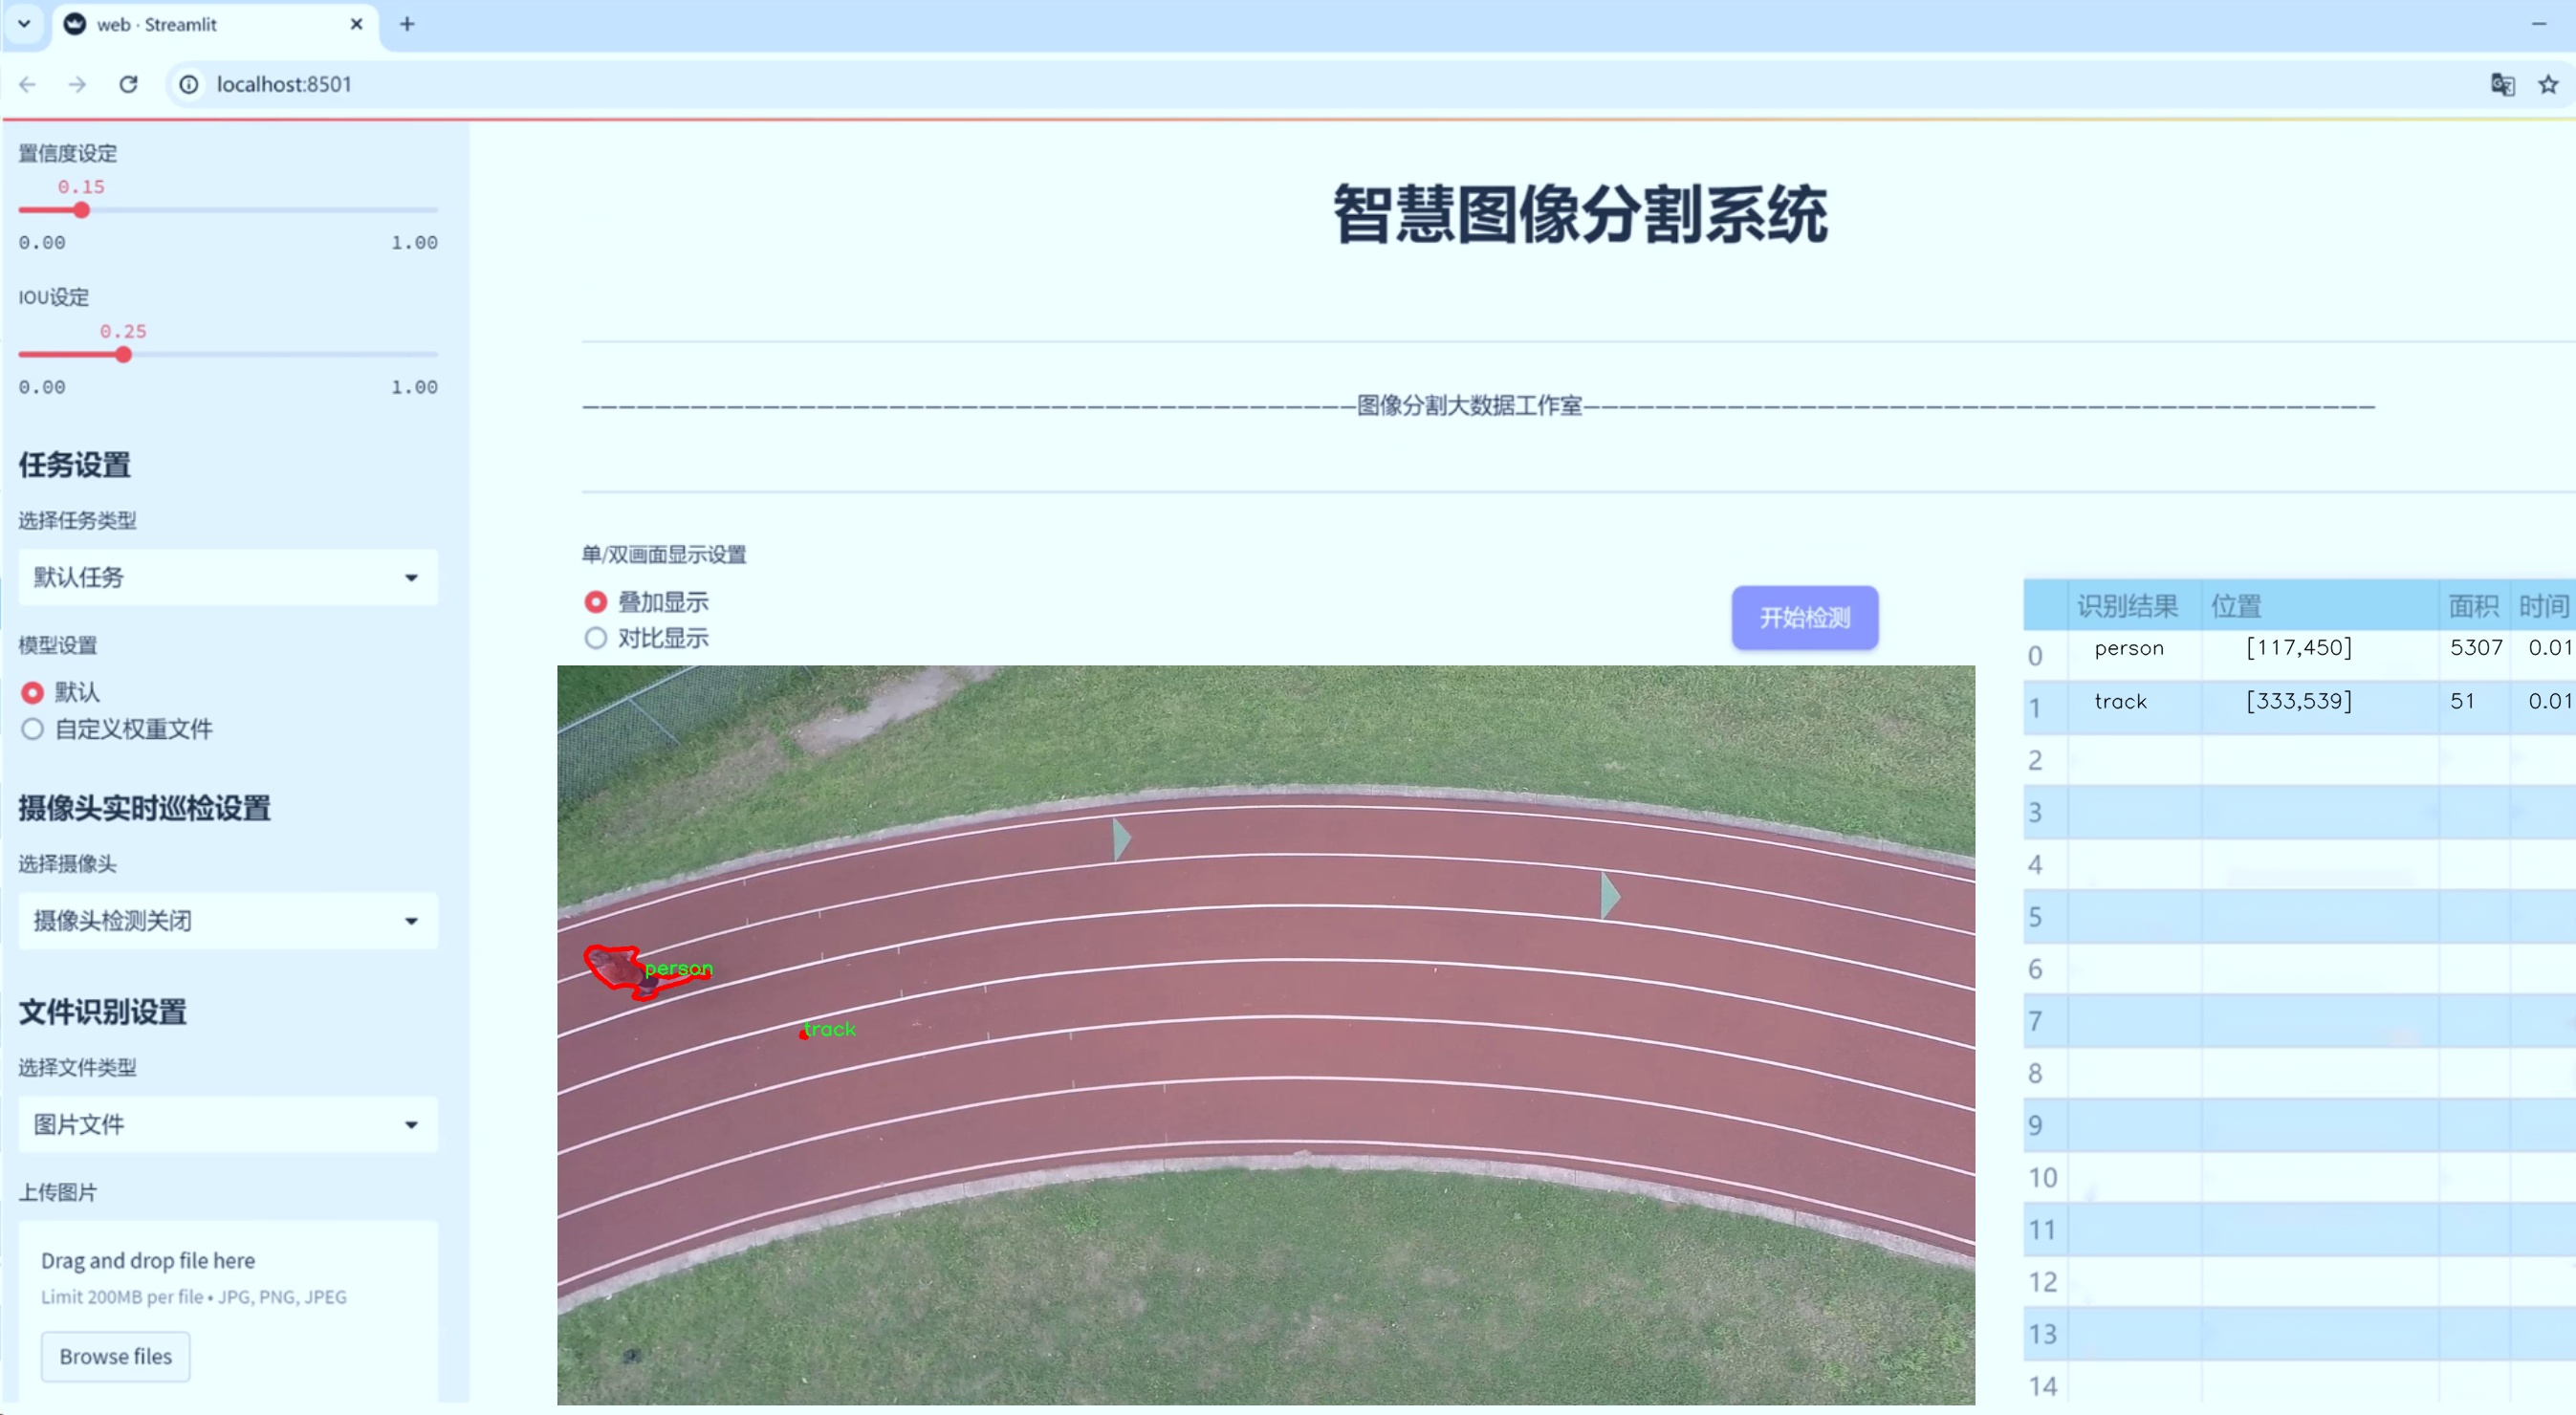 web · Streamlit
localhost:8501
置信度设定
0.15
0.00 1.00
IOU设定
0.25
0.00 1.00
任务设置
选择任务类型
默认任务
模型设置
默认
自定义权重文件
摄像头实时巡检设置
选择摄像头
摄像头检测关闭
文件识别设置
选择文件类型
图片文件
上传图片
Drag and drop file here
Limit 200MB per file • JPG, PNG, JPEG
Browse files
智慧图像分割系统
图像分割大数据工作室
单/双画面显示设置
叠加显示
对比显示
开始检测
person
track
识别结果 位置 面积 时间
0 person [117,450] 5307 0.01
1 track [333,539] 51 0.01
2
3
4
5
6
7
8
9
10
11
12
13
14